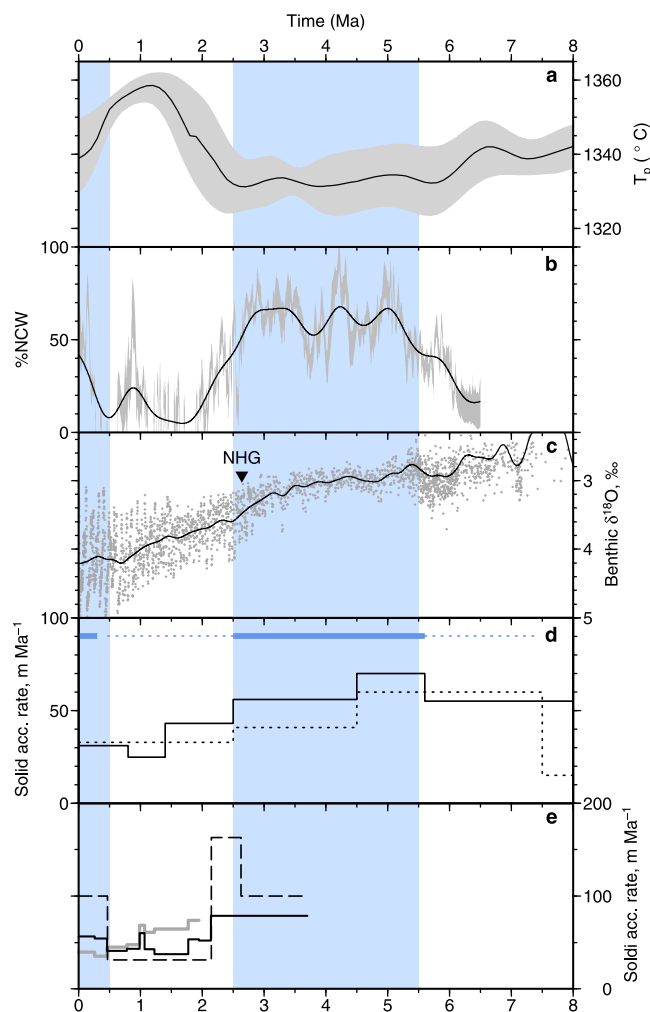 Time (Ma)
0 1 2 3 4 5 6 7 8
a
1360
1340
1320
Tp ( ° C)
b
100
50
0
%NCW
c
NHG
3
4
5
Benthic δ18O, ‰
d
100
50
0
Solid acc. rate, m Ma−1
e
200
100
0
Soldi acc. rate, m Ma−1
0 1 2 3 4 5 6 7 8